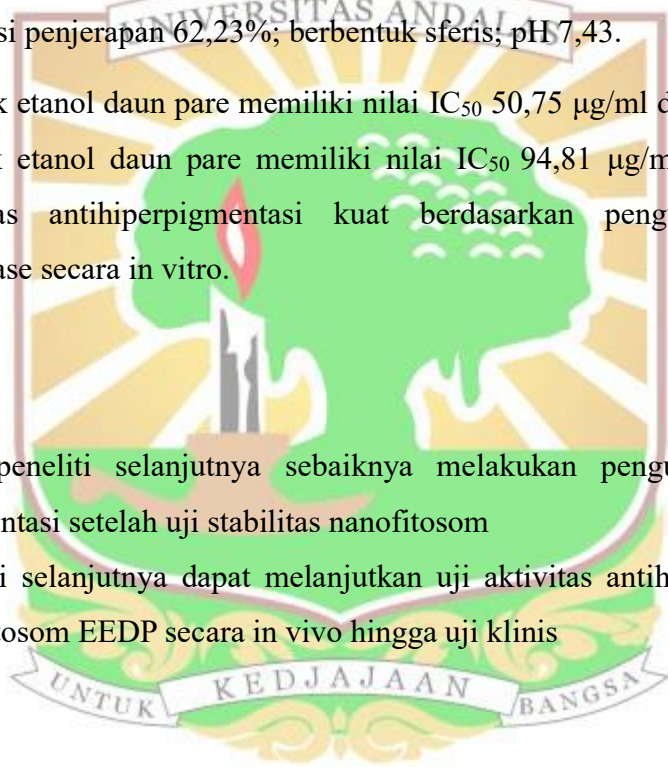 UNIVERSITAS ANDALAS
si penjerapan 62,23%; berbentuk sferis; pH 7,43.
k etanol daun pare memiliki nilai IC₅₀ 50,75 µg/ml d
k etanol daun pare memiliki nilai IC₅₀ 94,81 µg/m
as antihiperpigmentasi kuat berdasarkan peng
ase secara in vitro.
peneliti selanjutnya sebaiknya melakukan pengu
ntasi setelah uji stabilitas nanofitosom
i selanjutnya dapat melanjutkan uji aktivitas antih
tosom EEDP secara in vivo hingga uji klinis
UNTUK KEDJAJAAN BANGSA